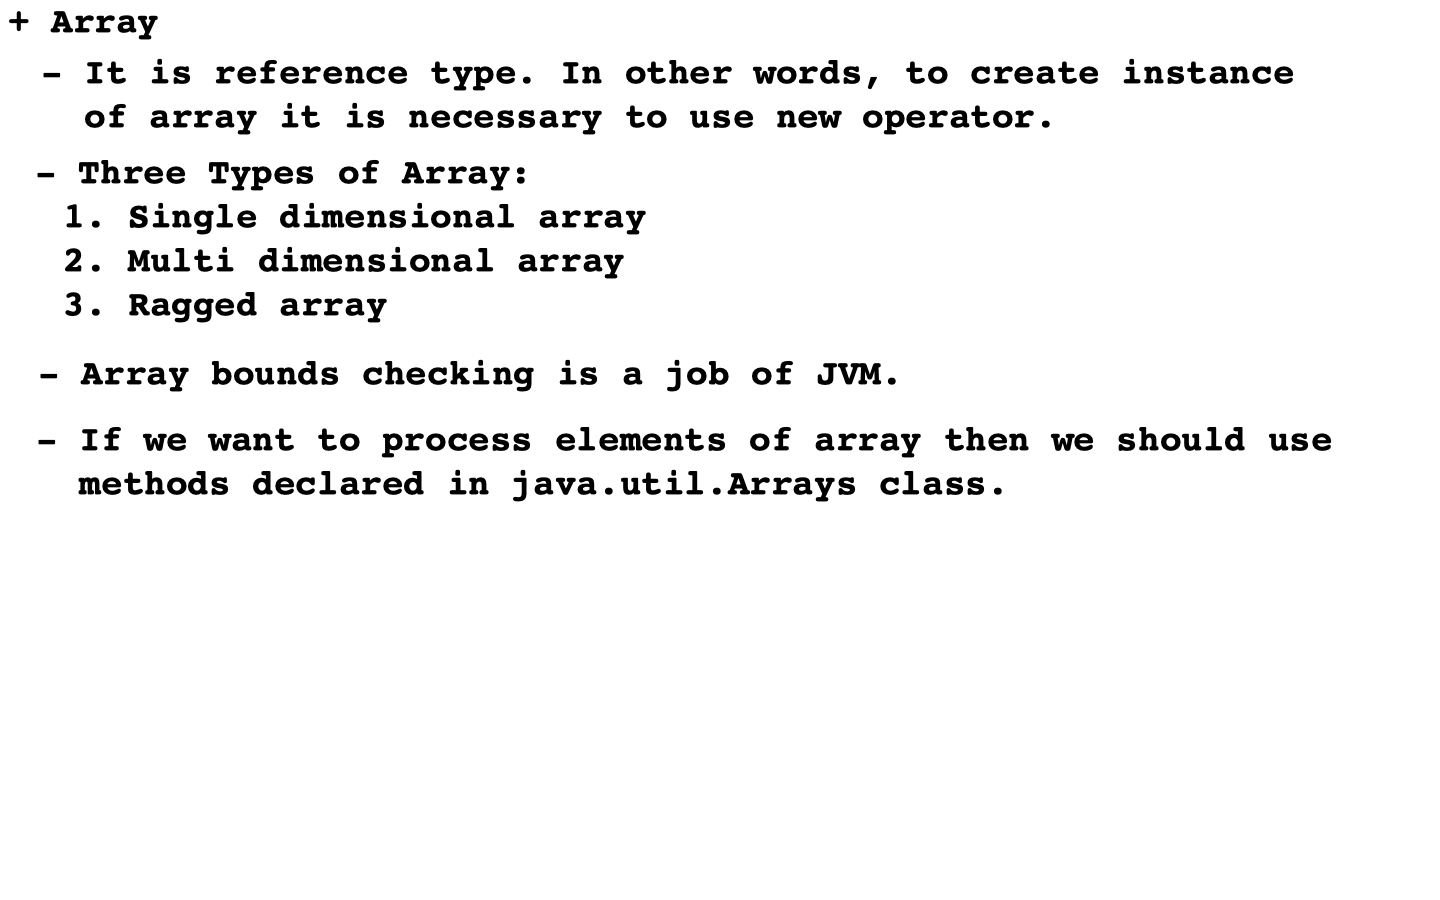 + Array
- It is reference type. In other words, to create instance
of array it is necessary to use new operator.
- Three Types of Array:
1. Single dimensional array
2. Multi dimensional array
3. Ragged array
- Array bounds checking is a job of JVM.
- If we want to process elements of array then we should use
methods declared in java.util.Arrays class.